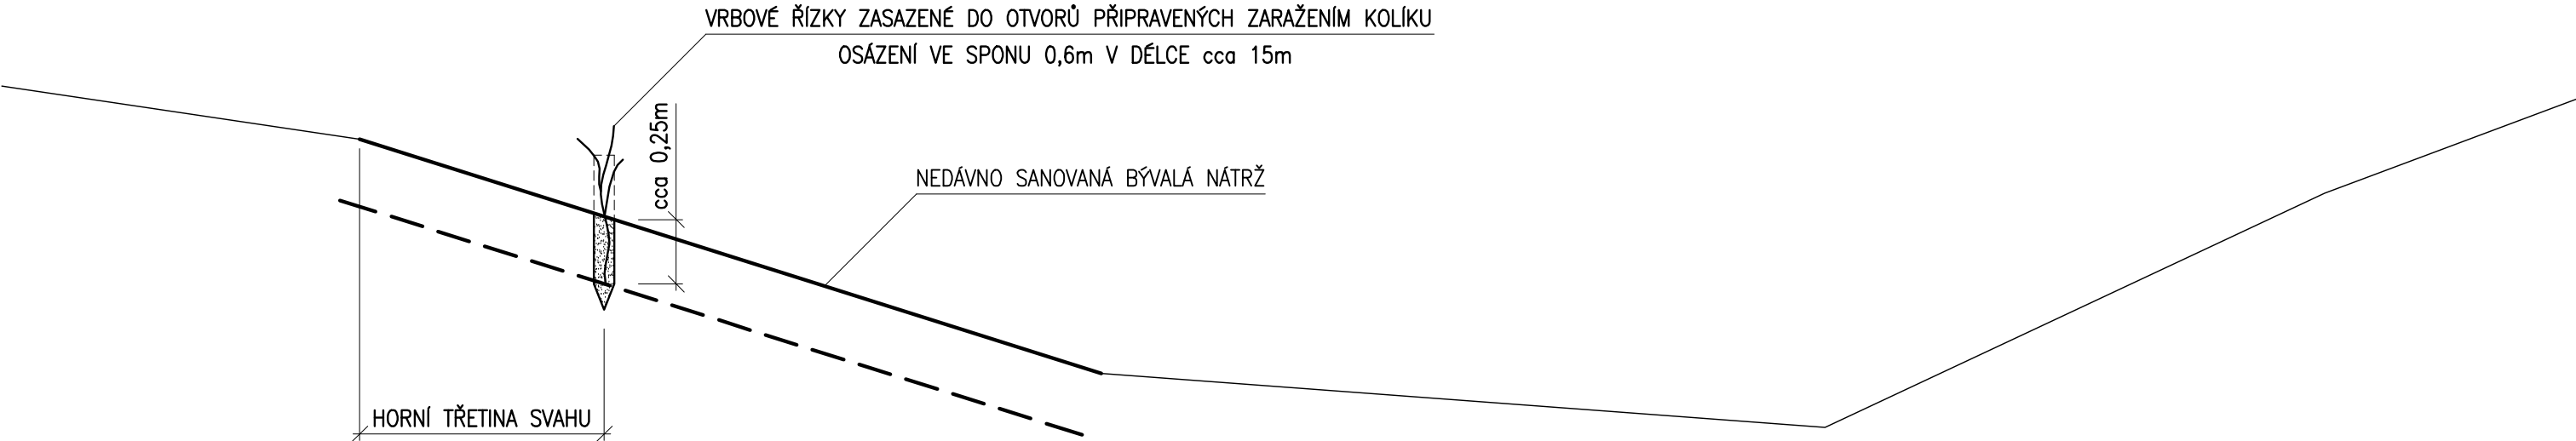 VRBOVÉ ŘÍZKY ZASAZENÉ DO OTVORŮ PŘIPRAVENÝCH ZARAŽENÍM KOLÍKU
OSÁZENÍ VE SPONU 0,6m V DÉLCE cca 15m
cca 0,25m
NEDÁVNO SANOVANÁ BÝVALÁ NÁTRŽ
HORNÍ TŘETINA SVAHU